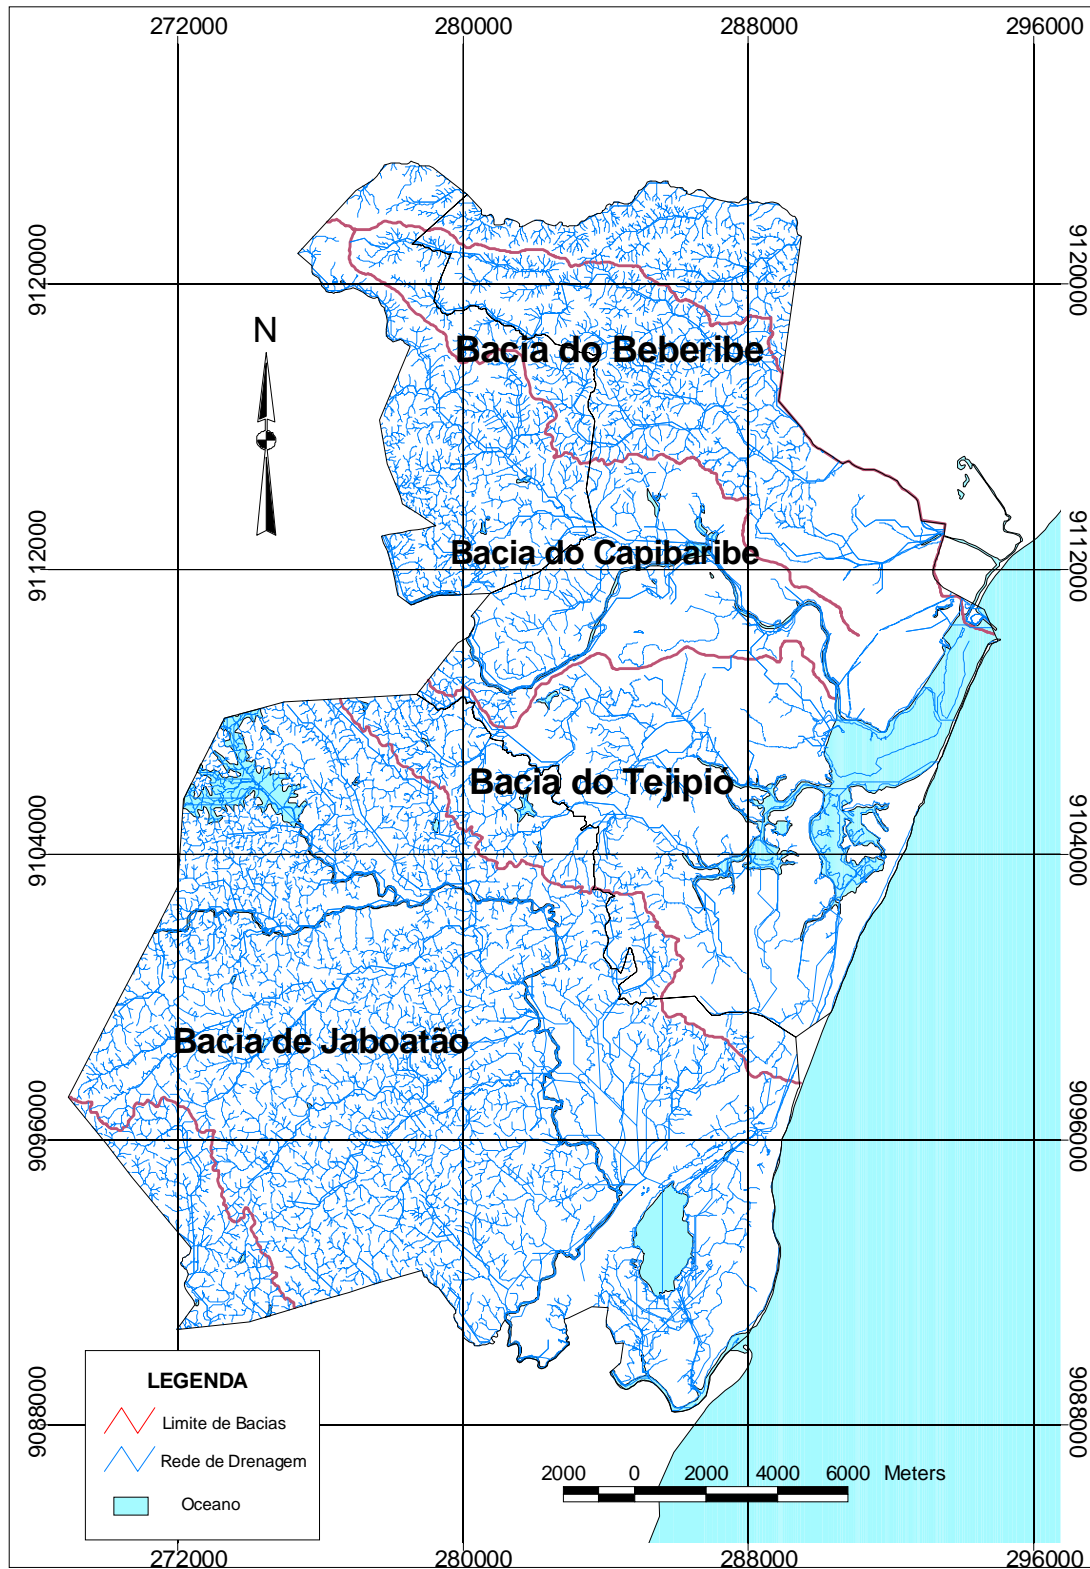 272000 280000 288000 296000
9120000 9120000
N
Bacia do Beberibe
Bacia do Capibaribe
9112000 9112000
Bacia do Tejipió
9104000 9104000
Bacia de Jaboatão
9096000 9096000
LEGENDA
Limite de Bacias
Rede de Drenagem
Oceano
9088000 9088000
2000 0 2000 4000 6000 Meters
272000 280000 288000 296000